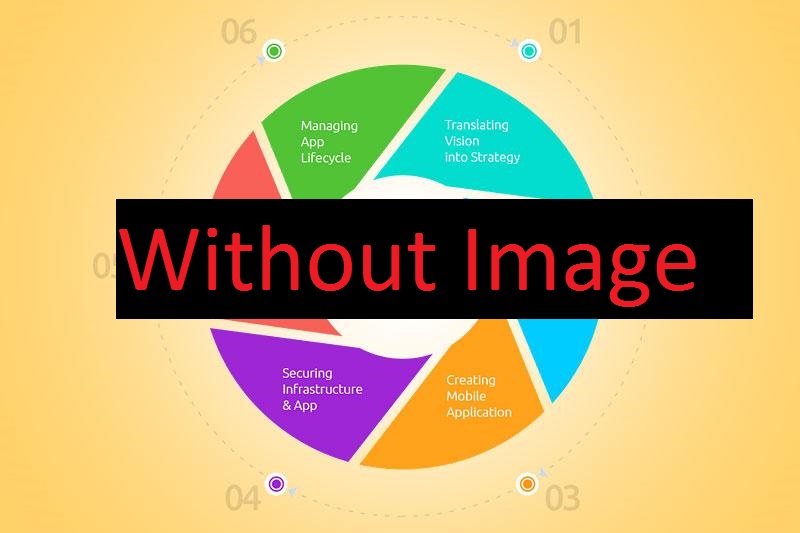 06
01
Managing
App
Lifecycle
Translating
Vision
into Strategy
Without Image
Securing
Infrastructure
& App
Creating
Mobile
Application
04
03